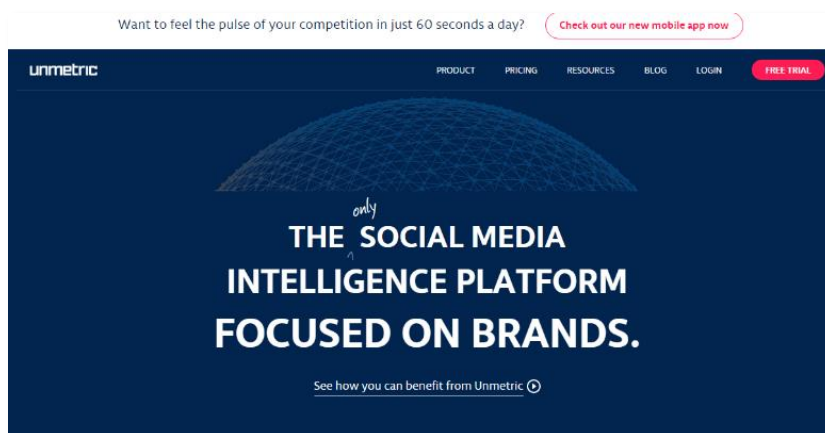 Want to feel the pulse of your competition in just 60 seconds a day? Check out our new mobile app now
unmetric PRODUCT PRICING RESOURCES BLOG LOGIN FREE TRIAL
only
THE SOCIAL MEDIA
INTELLIGENCE PLATFORM
FOCUSED ON BRANDS.
See how you can benefit from Unmetric